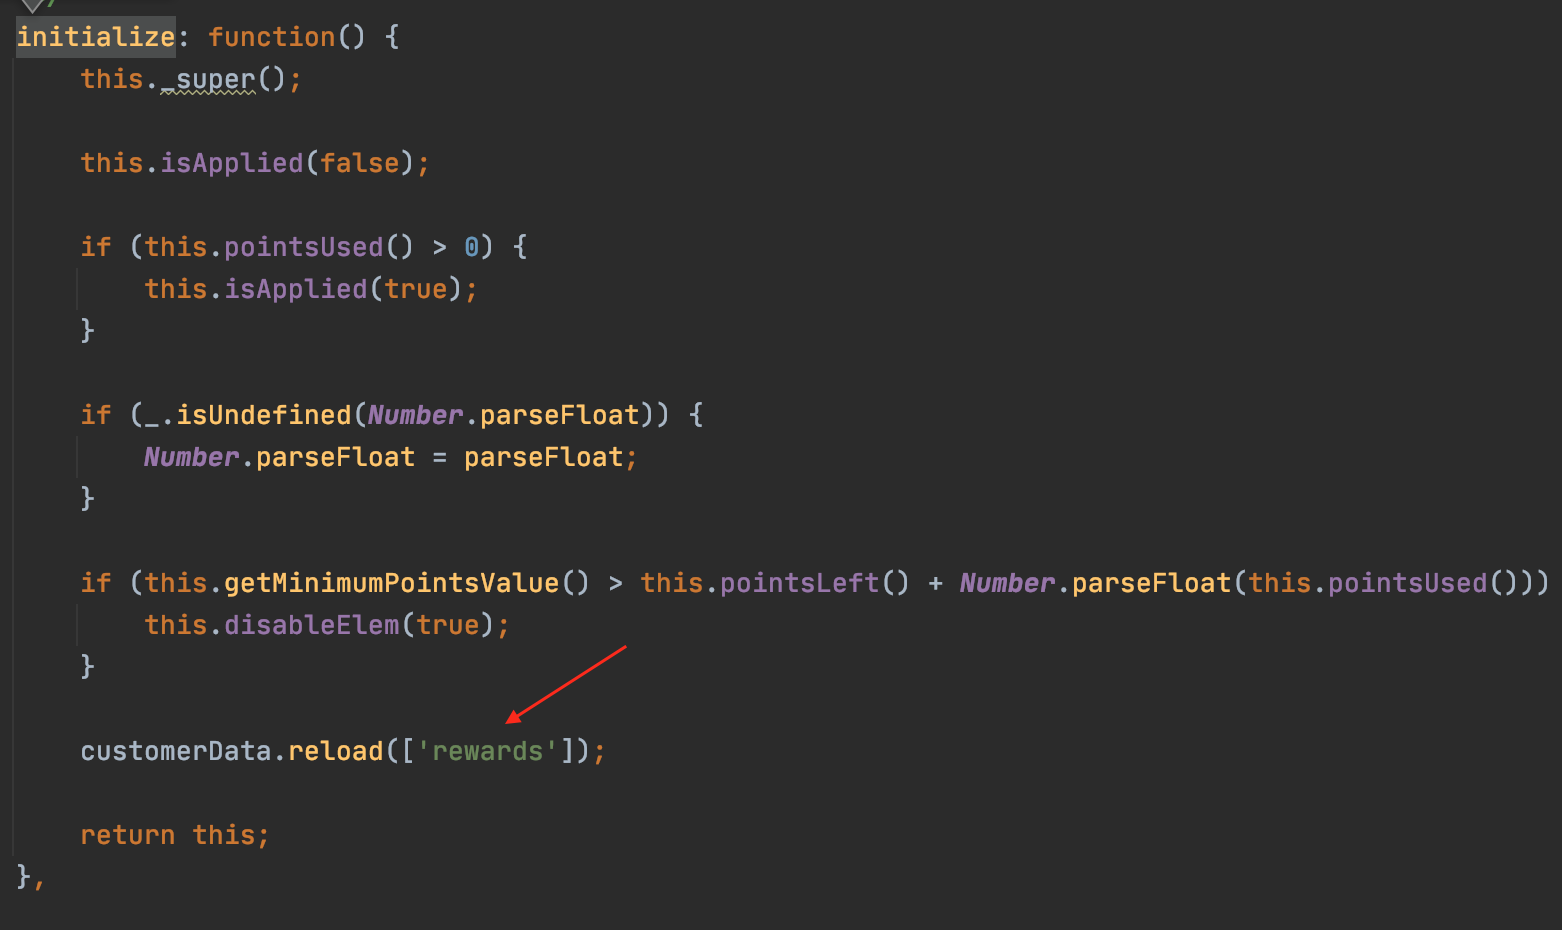 initialize: function() {
this._super();
this.isApplied(false);
if (this.pointsUsed() > 0) {
this.isApplied(true);
}
if (_.isUndefined(Number.parseFloat)) {
Number.parseFloat = parseFloat;
}
if (this.getMinimumPointsValue() > this.pointsLeft() + Number.parseFloat(this.pointsUsed()))
this.disableElem(true);
}
customerData.reload(['rewards']);
return this;
},